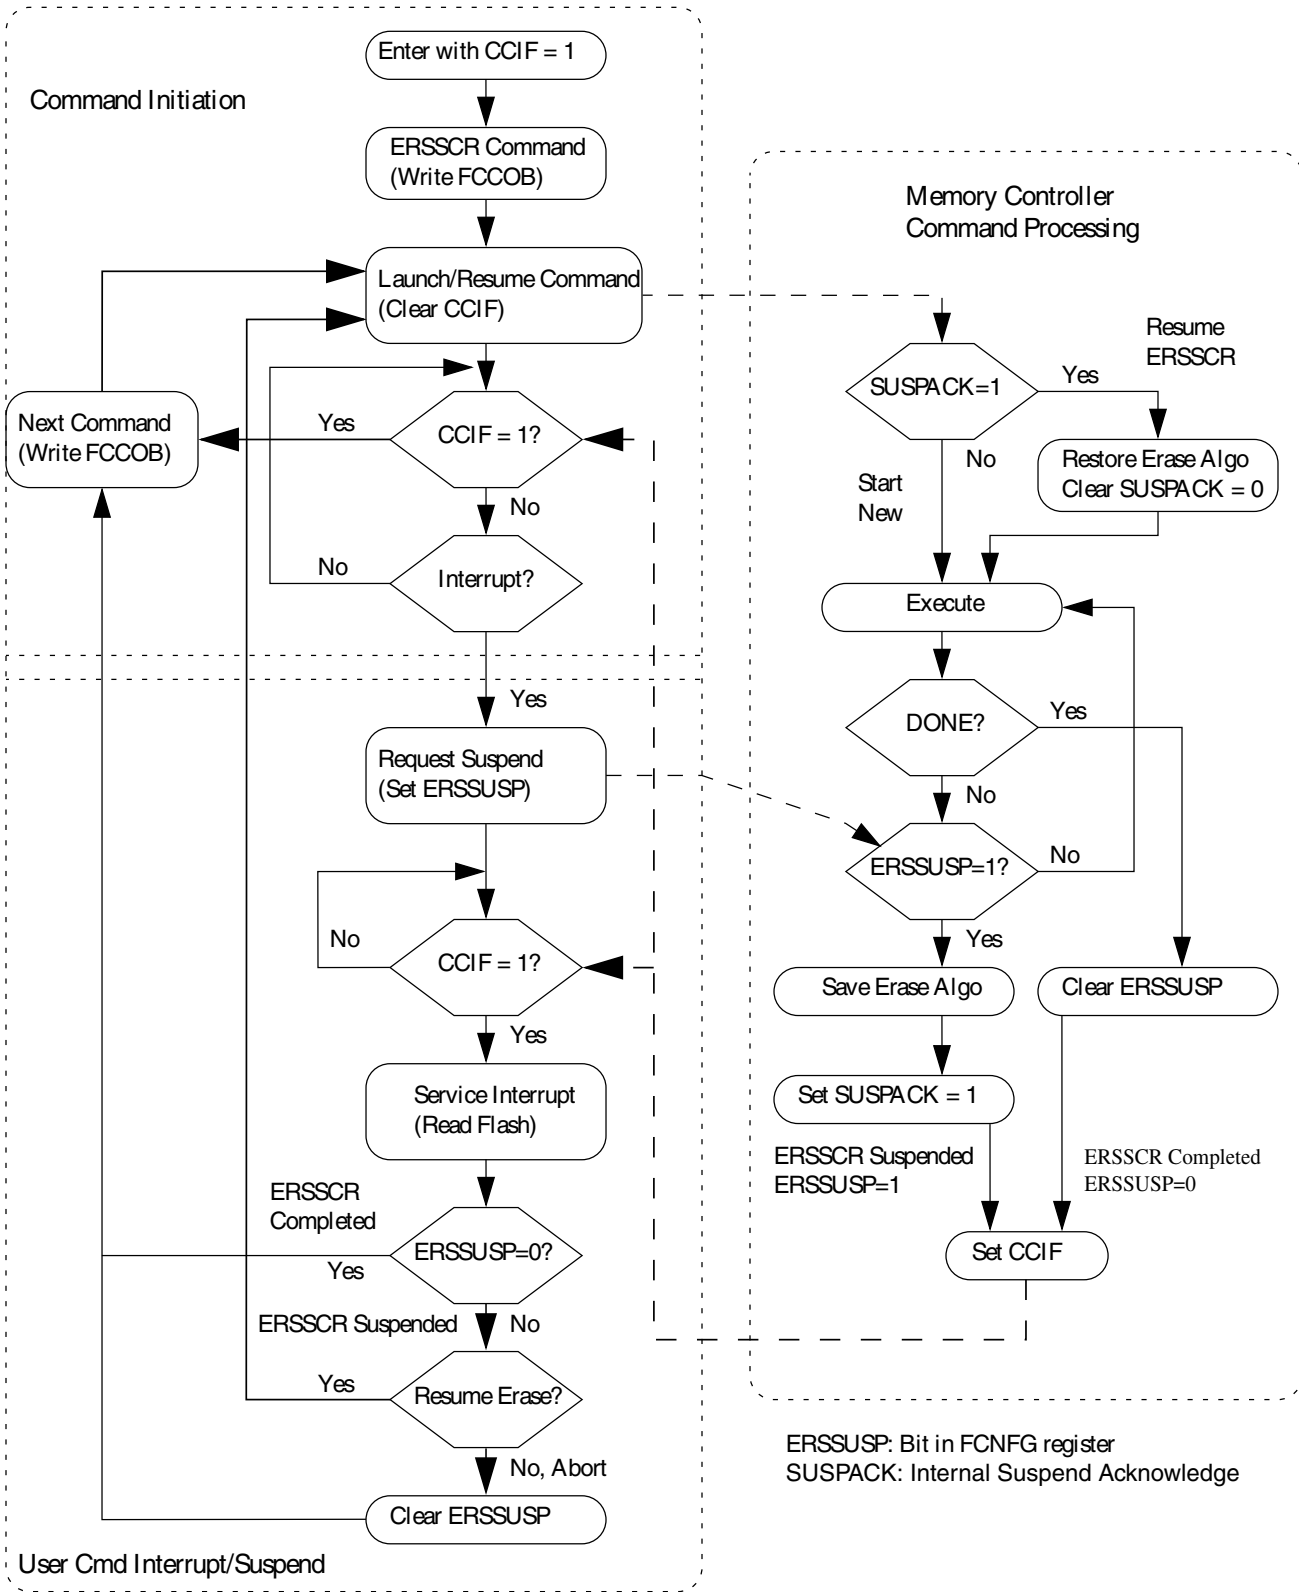 Enter with CCIF = 1
Command Initiation
ERSSCR Command
(Write FCCOB)
Launch/Resume Command
(Clear CCIF)
Next Command
(Write FCCOB)
Yes
CCIF = 1?
No
No
Interrupt?
Yes
Request Suspend
(Set ERSSUSP)
No
CCIF = 1?
Yes
Service Interrupt
(Read Flash)
ERSSCR
Completed
ERSSUSP=0?
Yes
ERSSCR Suspended
No
Yes
Resume Erase?
No, Abort
Clear ERSSUSP
User Cmd Interrupt/Suspend
Memory Controller
Command Processing
Resume
ERSSCR
SUSPACK=1
Yes
No
Restore Erase Algo
Clear SUSPACK = 0
Start
New
Execute
DONE?
Yes
No
ERSSUSP=1?
No
Yes
Save Erase Algo
Clear ERSSUSP
Set SUSPACK = 1
ERSSCR Suspended
ERSSUSP=1
ERSSCR Completed
ERSSUSP=0
Set CCIF
ERSSUSP: Bit in FCNFG register
SUSPACK: Internal Suspend Acknowledge